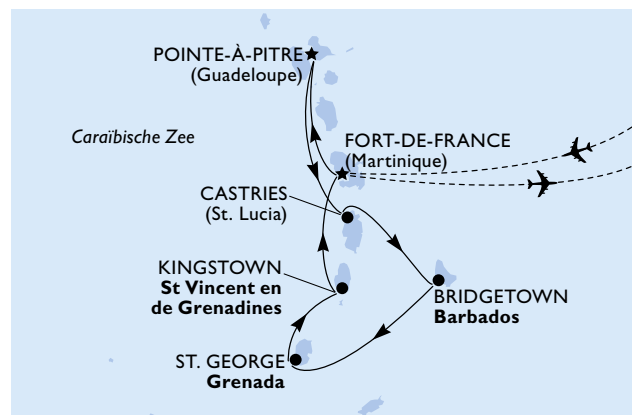 POINTE-À-PITRE
(Guadeloupe)
Caraïbische Zee
FORT-DE-FRANCE
(Martinique)
CASTRIES
(St. Lucia)
KINGSTOWN
St Vincent en
de Grenadines
BRIDGETOWN
Barbados
ST. GEORGE
Grenada